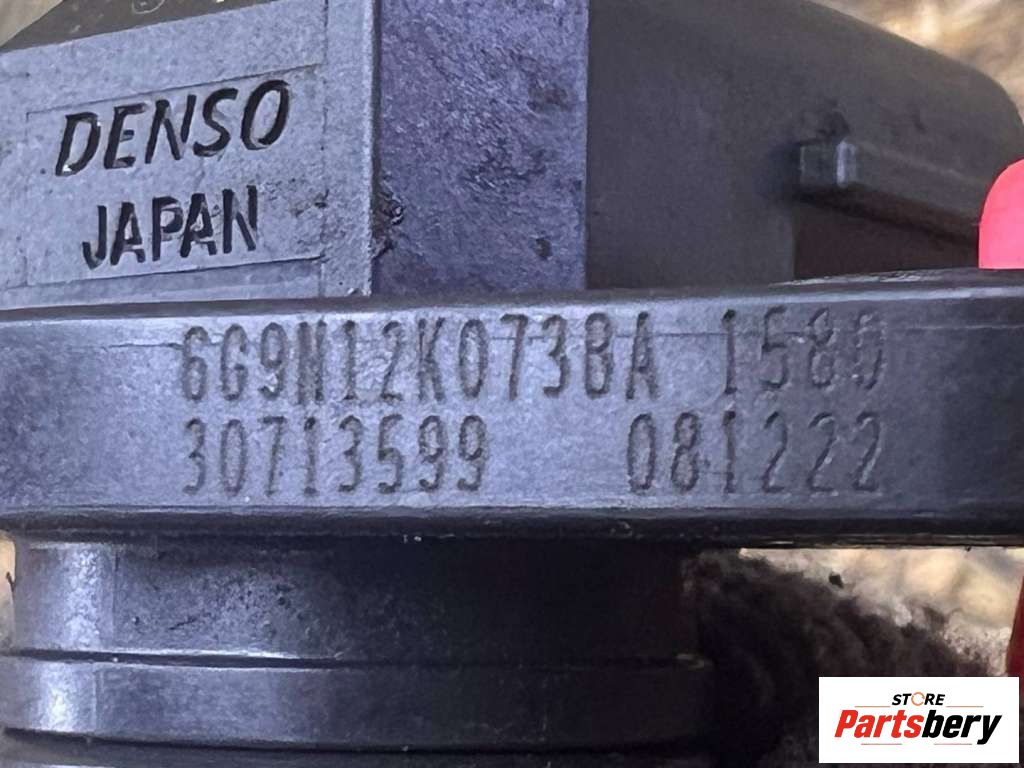 DENSO
JAPAN
6G9N12K073BA 1580
30713599 081222
STORE
Partsbery